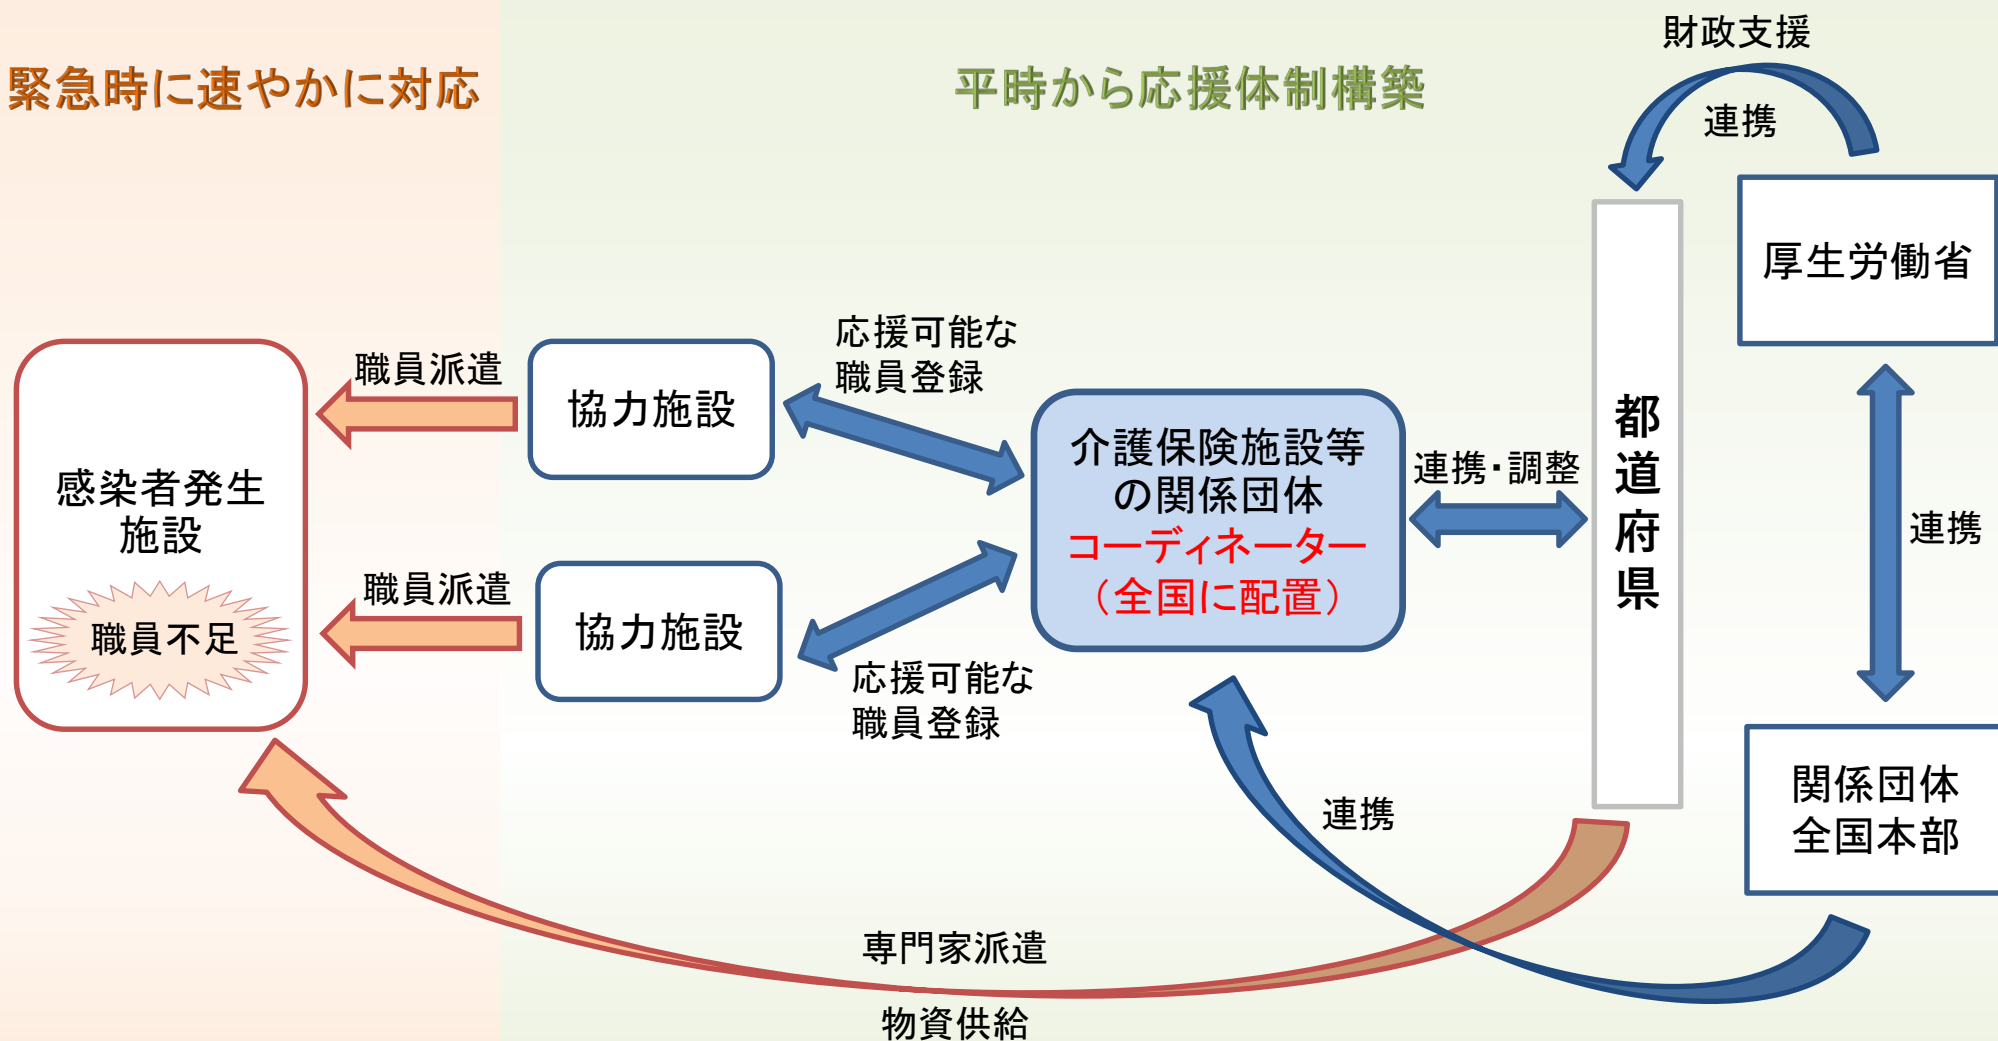 緊急時に速やかに対応
平時から応援体制構築
財政支援
連携
厚生労働省
応援可能な
職員登録
職員派遣
協力施設
都道府県
介護保険施設等
の関係団体
コーディネーター
（全国に配置）
連携・調整
感染者発生
施設
職員不足
連携
職員派遣
協力施設
応援可能な
職員登録
関係団体
全国本部
連携
専門家派遣
物資供給